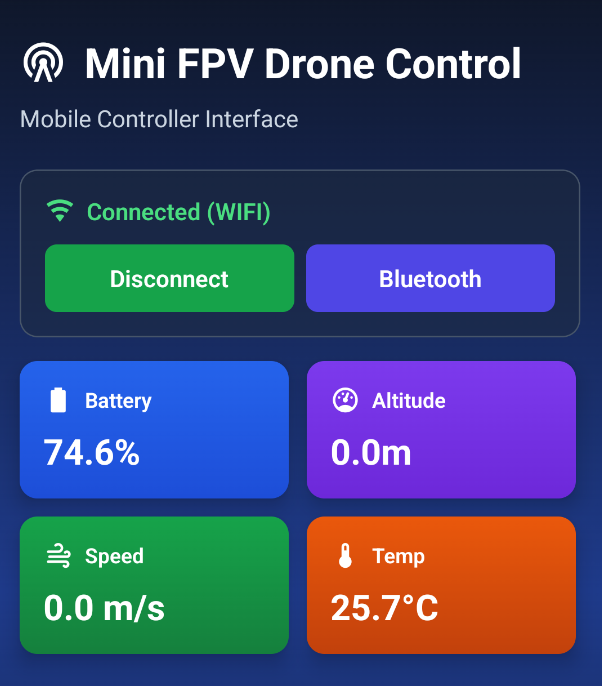 Mini FPV Drone Control
Mobile Controller Interface
Connected (WIFI)
Disconnect
Bluetooth
Battery
74.6%
Altitude
0.0m
Speed
0.0 m/s
Temp
25.7°C